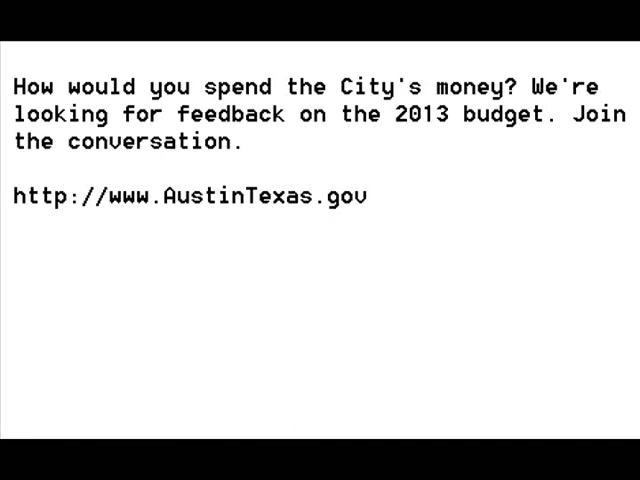 How would you spend the City's money? We're
looking for feedback on the 2013 budget. Join
the conversation.
http://www.AustinTexas.gov